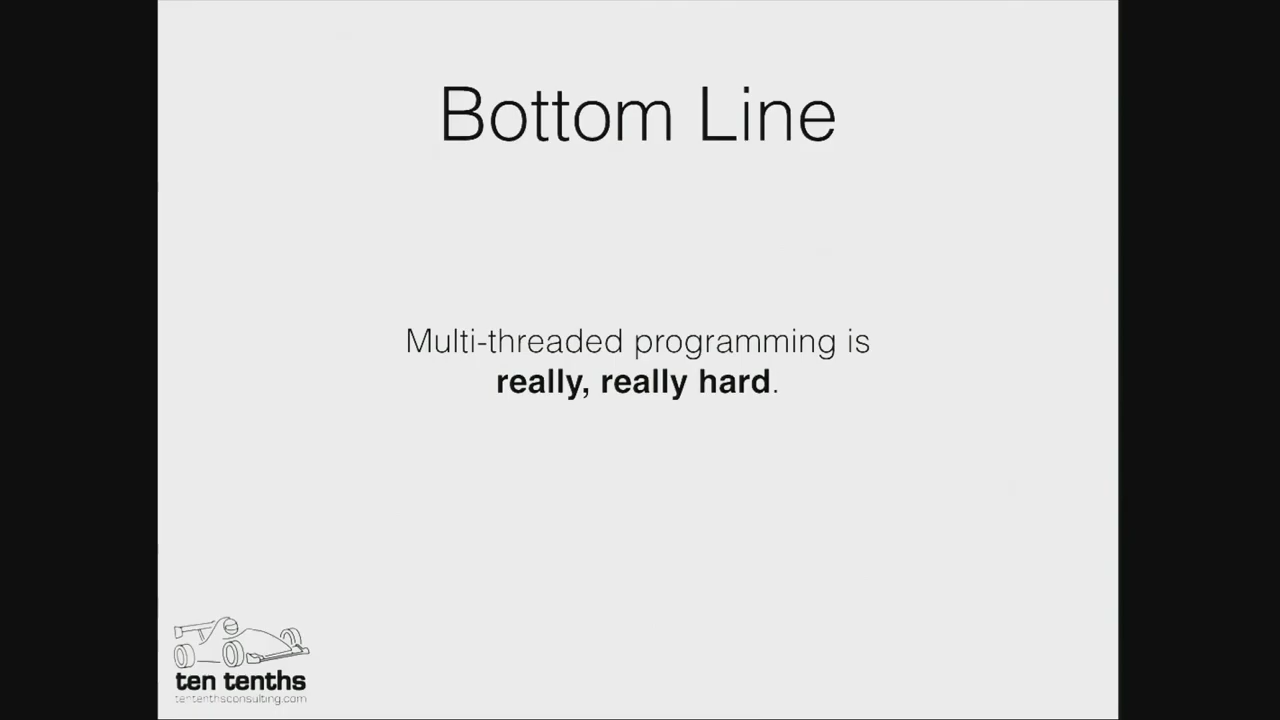 Bottom Line
Multi-threaded programming is
really, really hard.
ten tenths
tententhsconsulting.com